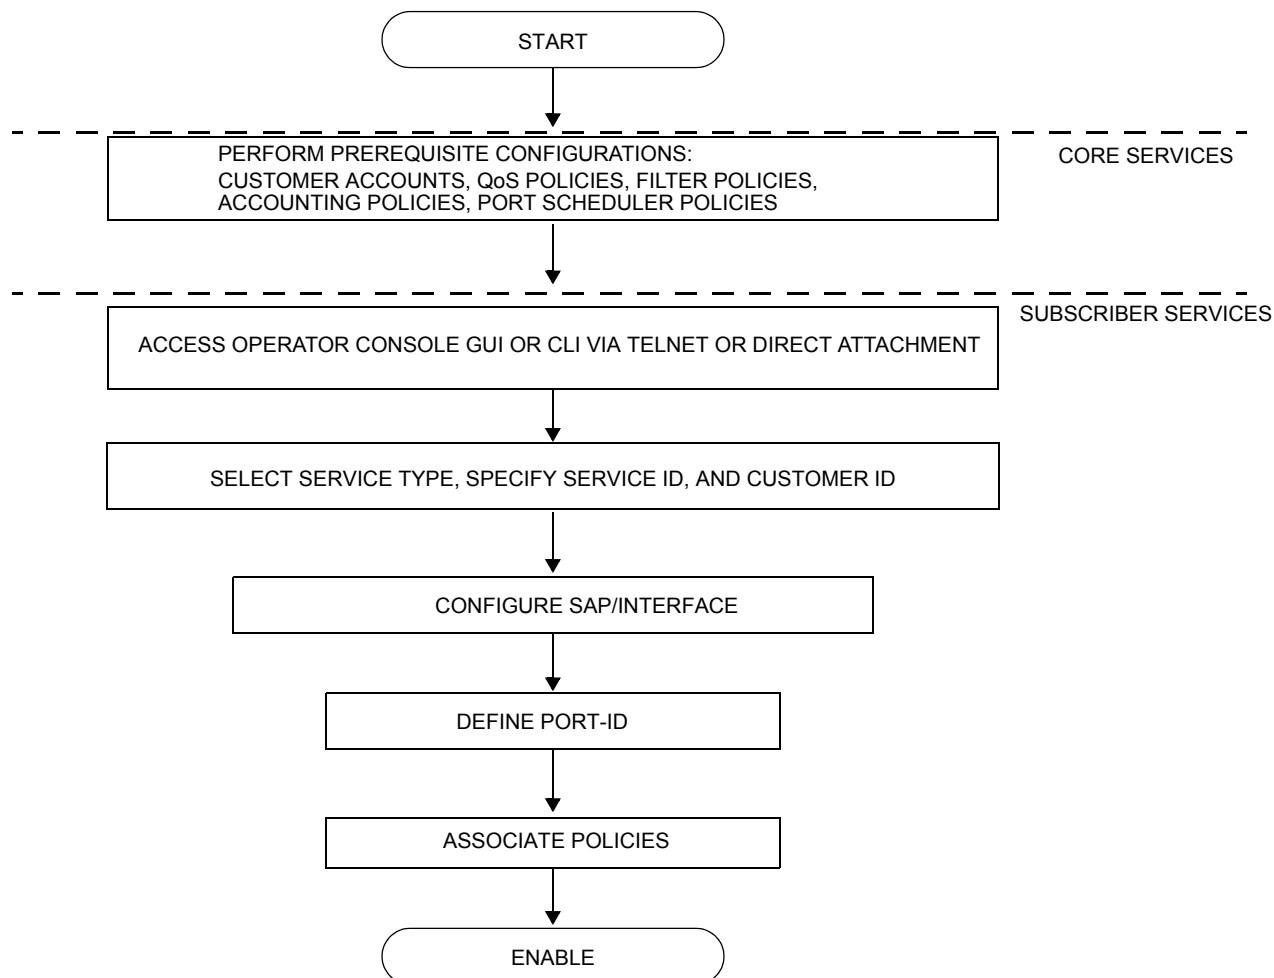 START
PERFORM PREREQUISITE CONFIGURATIONS:
CORE SERVICES
CUSTOMER ACCOUNTS, QoS POLICIES, FILTER POLICIES,
ACCOUNTING POLICIES, PORT SCHEDULER POLICIES
SUBSCRIBER SERVICES
ACCESS OPERATOR CONSOLE GUI OR CLI VIA TELNET OR DIRECT ATTACHMENT
SELECT SERVICE TYPE, SPECIFY SERVICE ID, AND CUSTOMER ID
CONFIGURE SAP/INTERFACE
DEFINE PORT-ID
ASSOCIATE POLICIES
ENABLE